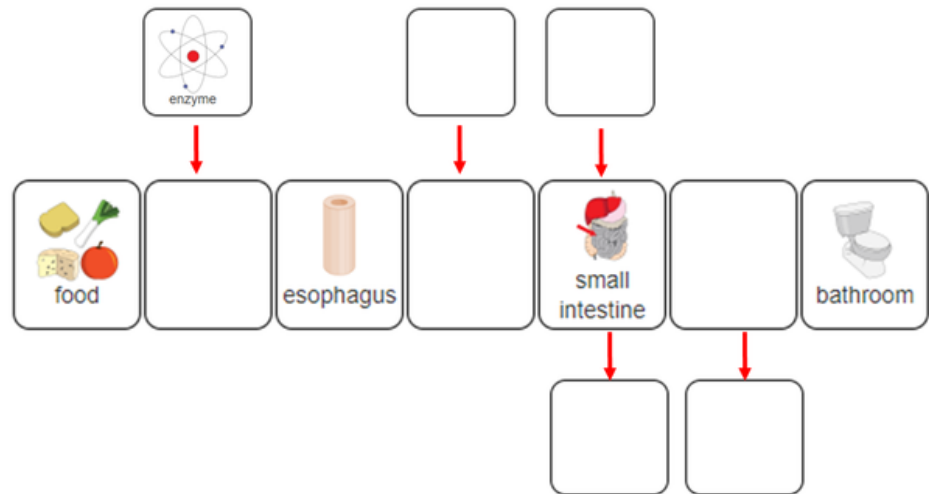 enzyme
food
esophagus
small
intestine
bathroom